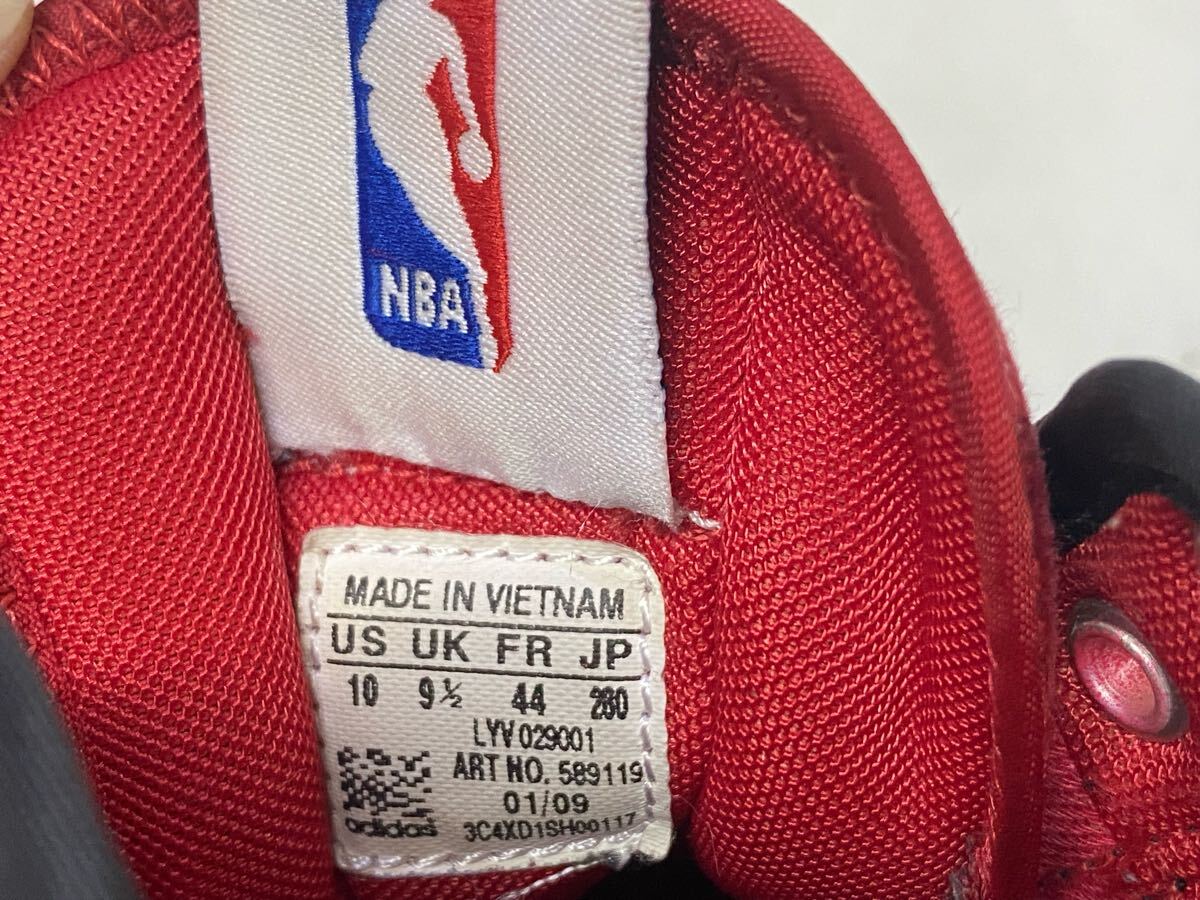 NBA
MADE IN VIETNAM
US UK FR JP
10 9½ 44 280
LYV029001
ART NO. 589119
01/09
adidas 3C4XD1SH00117